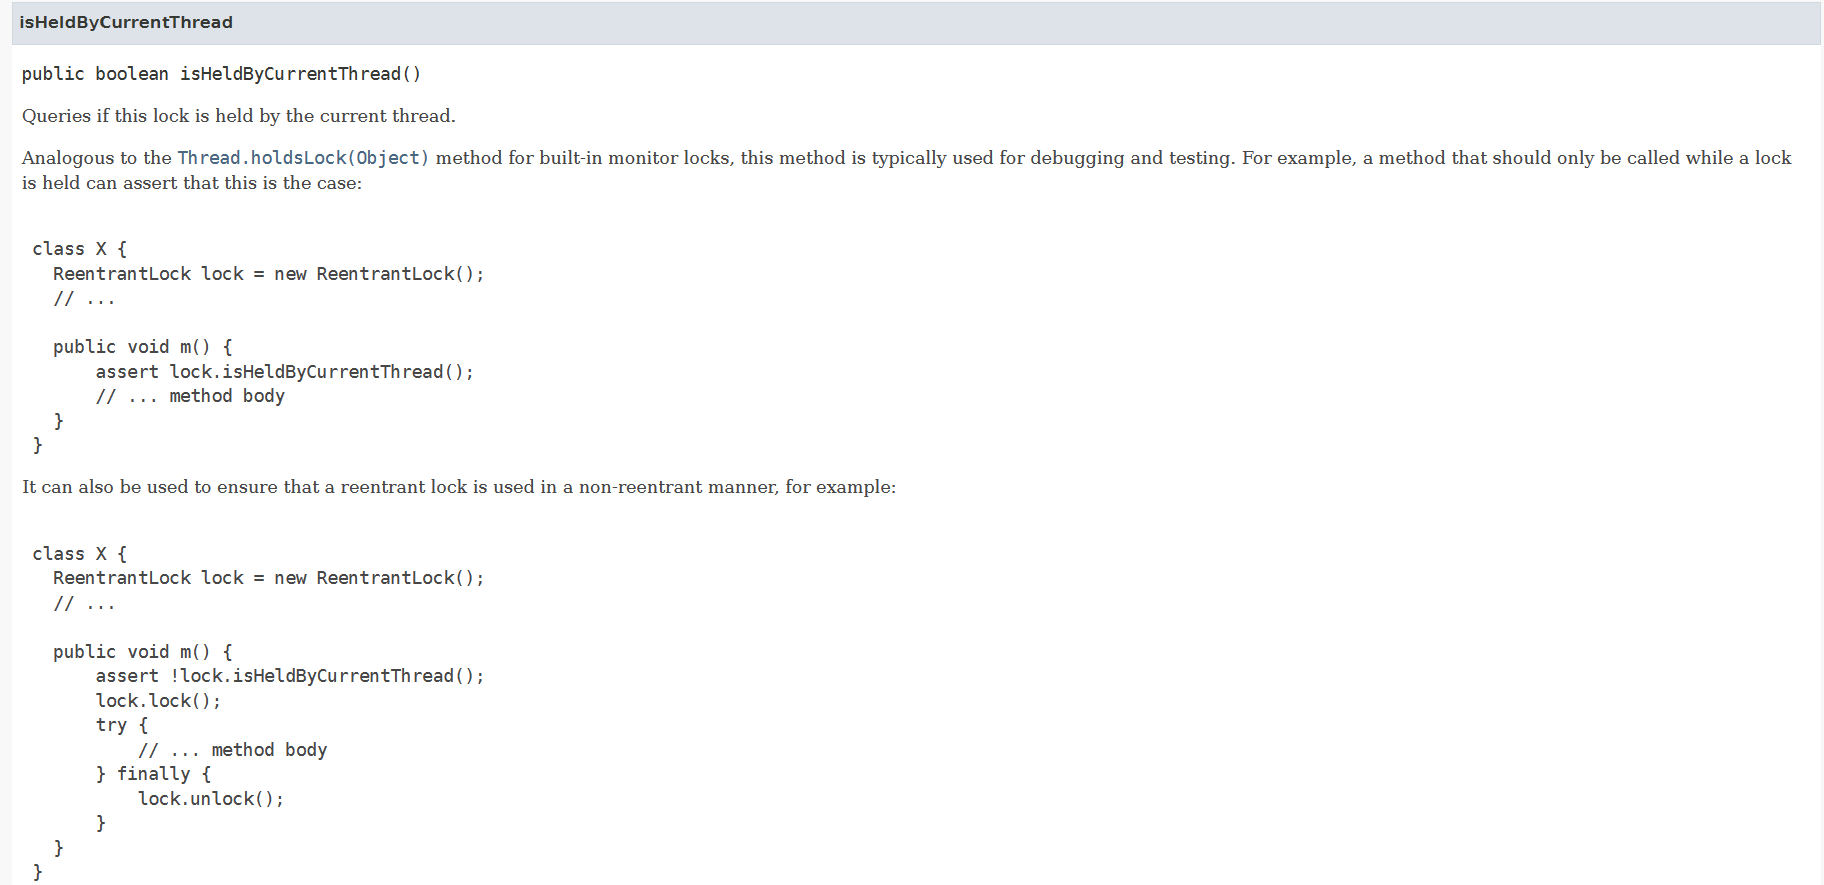 isHeldByCurrentThread
public boolean isHeldByCurrentThread()
Queries if this lock is held by the current thread.
Analogous to the Thread.holdsLock(Object) method for built-in monitor locks, this method is typically used for debugging and testing. For example, a method that should only be called while a lock
is held can assert that this is the case:
class X {
  ReentrantLock lock = new ReentrantLock();
  // ...
  public void m() {
      assert lock.isHeldByCurrentThread();
      // ... method body
  }
}
It can also be used to ensure that a reentrant lock is used in a non-reentrant manner, for example:
class X {
  ReentrantLock lock = new ReentrantLock();
  // ...
  public void m() {
      assert !lock.isHeldByCurrentThread();
      lock.lock();
      try {
          // ... method body
      } finally {
          lock.unlock();
      }
  }
}